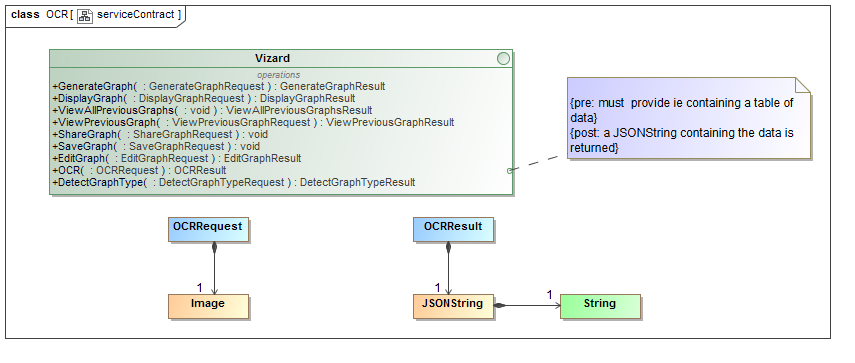 class OCR [ serviceContract ]
Vizard
operations
+GenerateGraph( : GenerateGraphRequest ) : GenerateGraphResult
+DisplayGraph( : DisplayGraphRequest ) : DisplayGraphResult
+ViewAllPreviousGraphs( : void ) : ViewAllPreviousGraphsResult
+ViewPreviousGraph( : ViewPreviousGraphRequest ) : ViewPreviousGraphResult
+ShareGraph( : ShareGraphRequest ) : void
+SaveGraph( : SaveGraphRequest ) : void
+EditGraph( : EditGraphRequest ) : EditGraphResult
+OCR( : OCRRequest ) : OCRResult
+DetectGraphType( : DetectGraphTypeRequest ) : DetectGraphTypeResult
{pre: must provide ie containing a table of
data}
{post: a JSONString containing the data is
returned}
OCRRequest
OCRResult
1
1
1
Image
JSONString
String